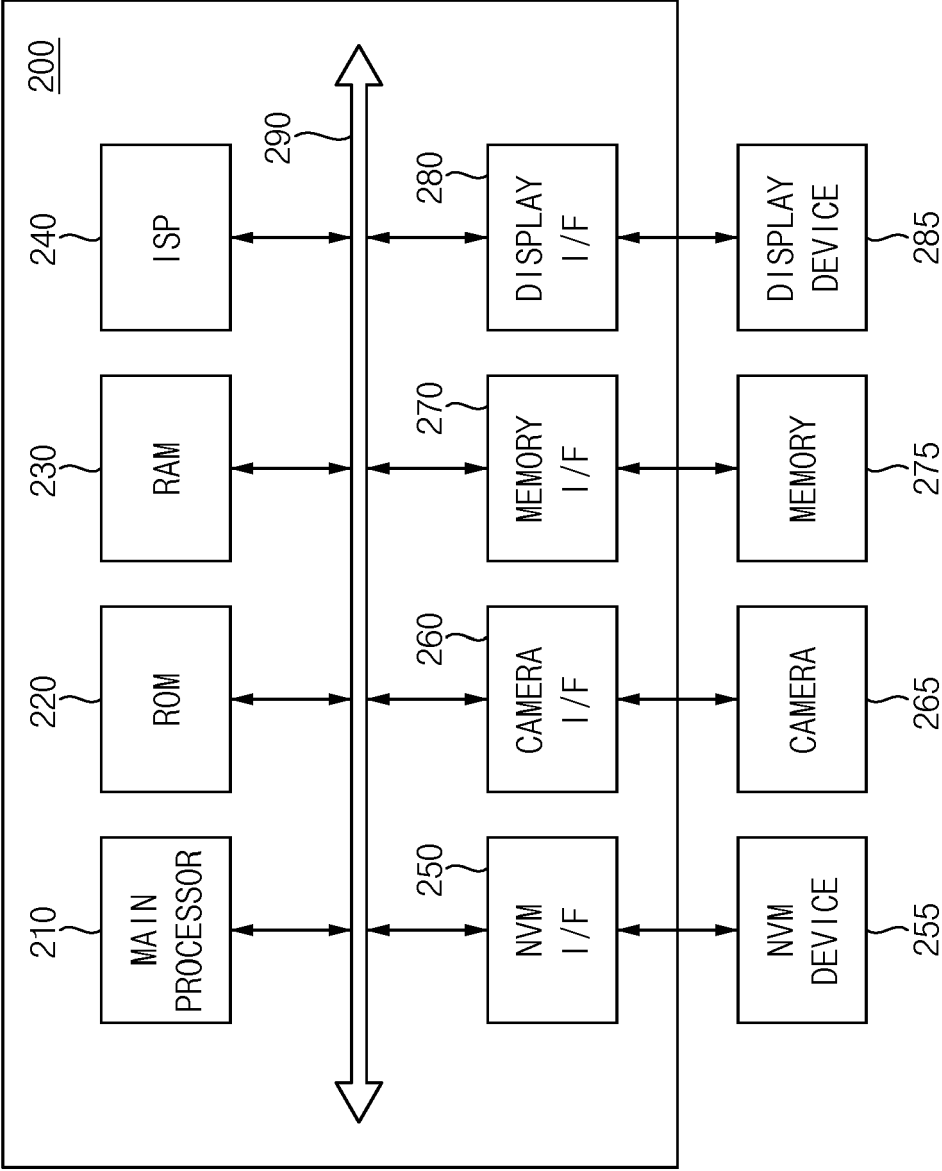 200
210
220
230
240
MAIN
PROCESSOR
ROM
RAM
ISP
290
250
260
270
280
NVM
I/F
CAMERA
I/F
MEMORY
I/F
DISPLAY
I/F
NVM
DEVICE
CAMERA
MEMORY
DISPLAY
DEVICE
255
265
275
285